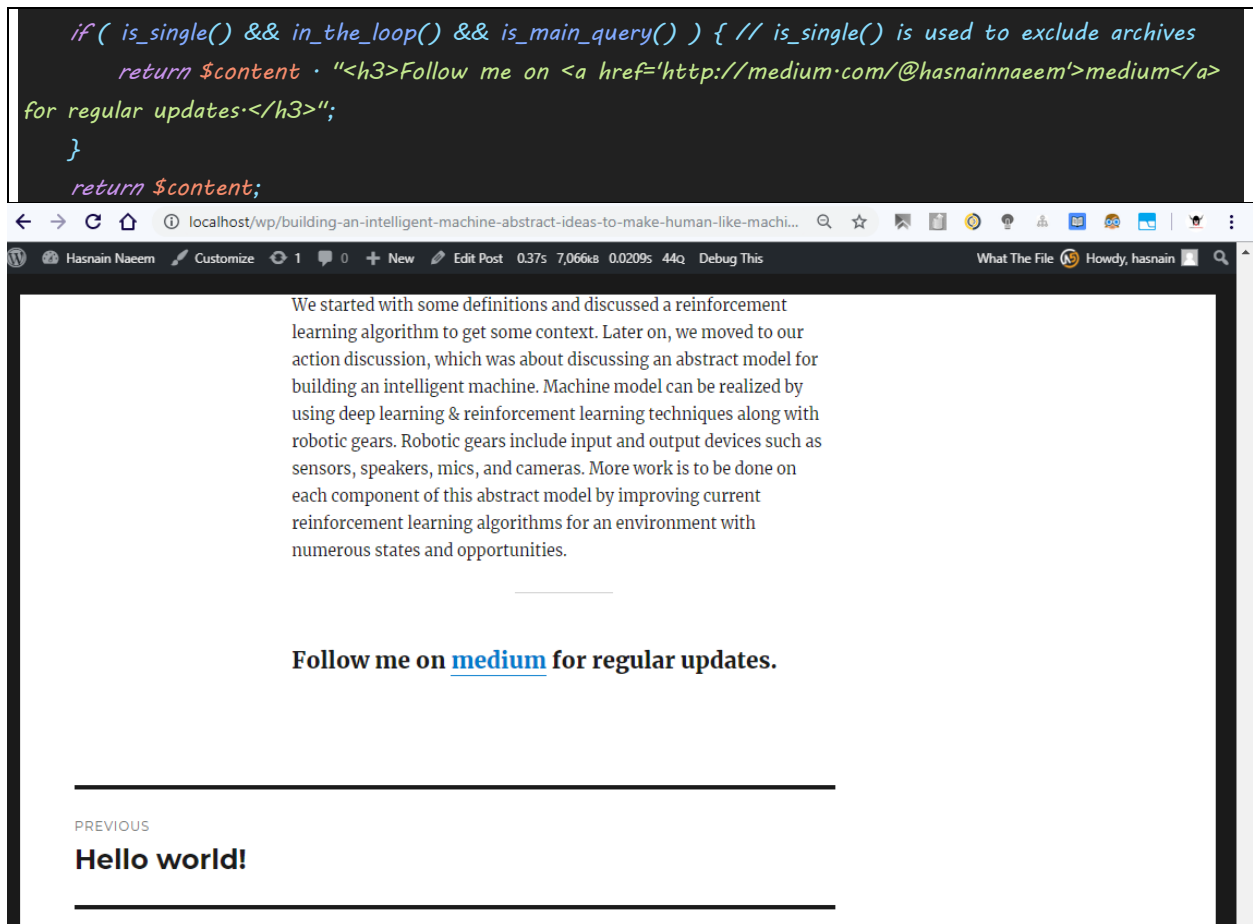 if ( is_single() && in_the_loop() && is_main_query() ) { // is_single() is used to exclude archives
return $content . "<h3>Follow me on <a href='http://medium.com/@hasnainnaeem'>medium</a>
for regular updates.</h3>";
}
return $content;
localhost/wp/building-an-intelligent-machine-abstract-ideas-to-make-human-like-machi...
Hasnain Naeem Customize 1 0 New Edit Post 0.37s 7,066KB 0.0209s 44Q Debug This What The File Howdy, hasnain
We started with some definitions and discussed a reinforcement
learning algorithm to get some context. Later on, we moved to our
action discussion, which was about discussing an abstract model for
building an intelligent machine. Machine model can be realized by
using deep learning & reinforcement learning techniques along with
robotic gears. Robotic gears include input and output devices such as
sensors, speakers, mics, and cameras. More work is to be done on
each component of this abstract model by improving current
reinforcement learning algorithms for an environment with
numerous states and opportunities.
Follow me on medium for regular updates.
PREVIOUS
Hello world!